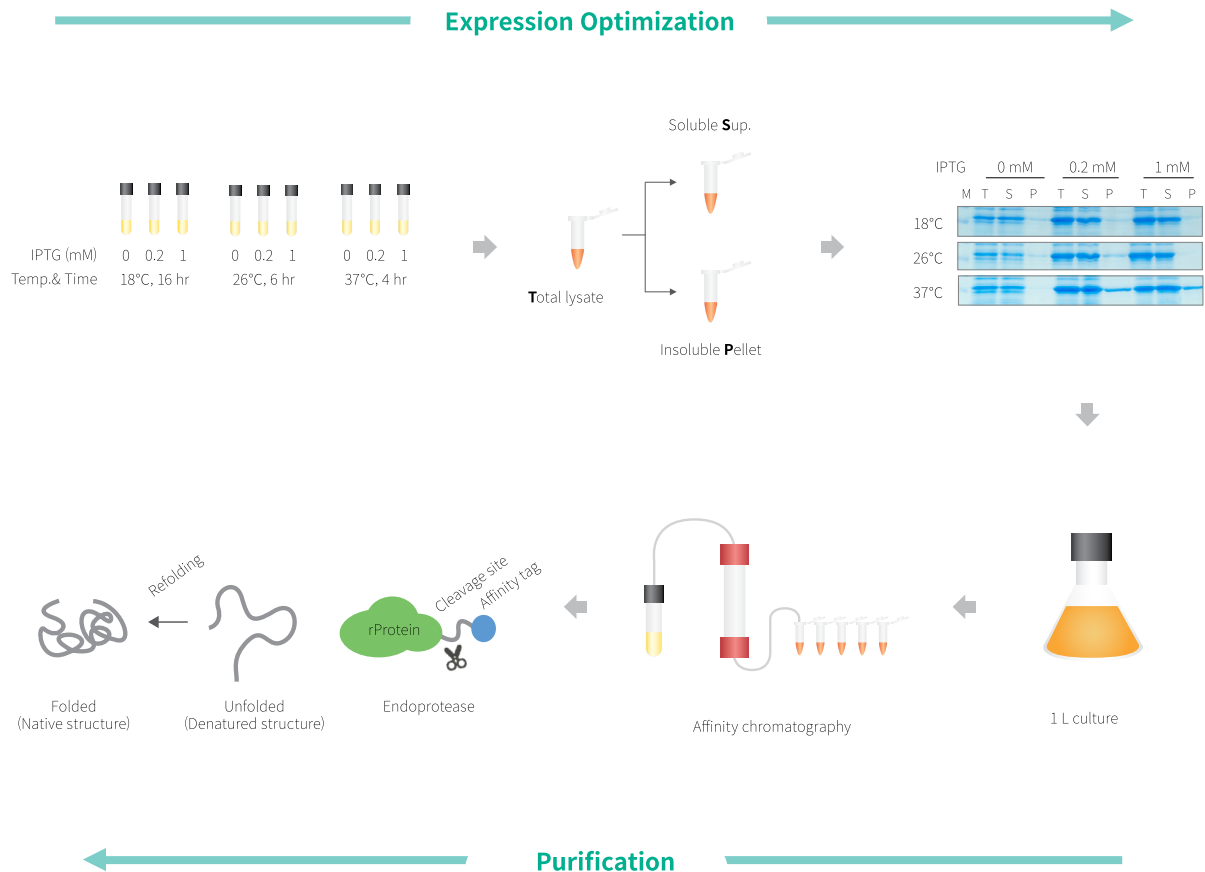 Expression Optimization
Soluble Sup.
IPTG (mM) 0 0.2 1 0 0.2 1 0 0.2 1
Temp.& Time 18°C, 16 hr 26°C, 6 hr 37°C, 4 hr
Total lysate
Insoluble Pellet
IPTG 0 mM 0.2 mM 1 mM
M T S P T S P T S P
18°C
26°C
37°C
Refolding
Folded
(Native structure)
Unfolded
(Denatured structure)
rProtein
Cleavage site
Affinity tag
Endoprotease
Affinity chromatography
1 L culture
Purification